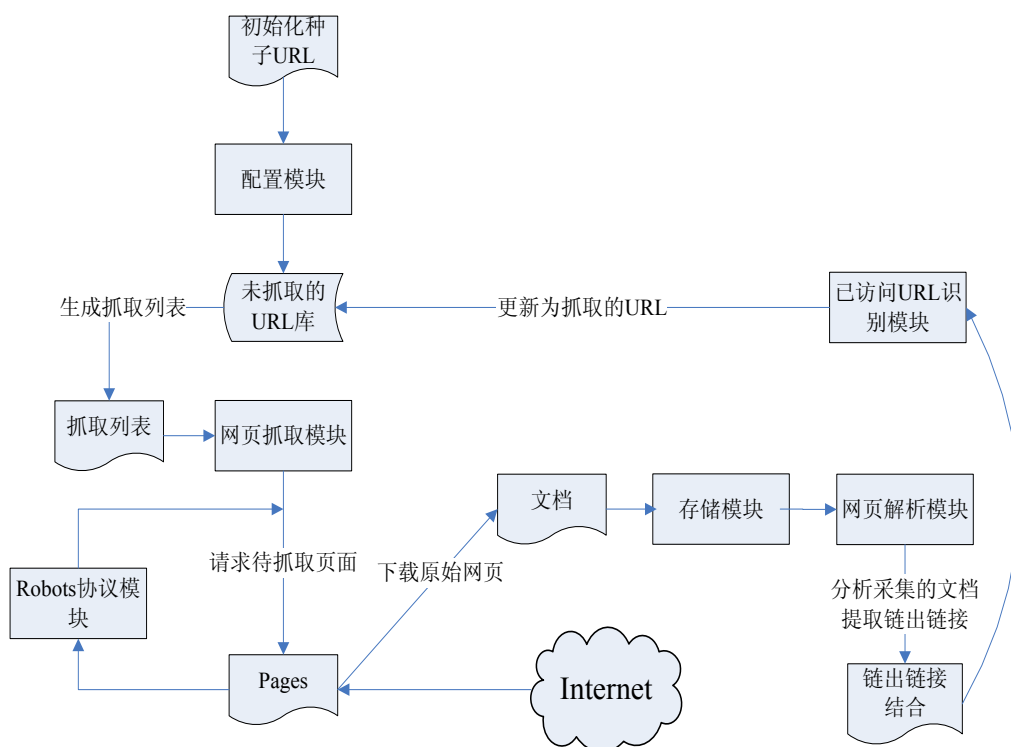 初始化种
子URL
配置模块
生成抓取列表
未抓取的
URL库
更新为抓取的URL
已访问URL识
别模块
抓取列表
网页抓取模块
文档
存储模块
网页解析模块
请求待抓取页面
下载原始网页
Robots协议模
块
分析采集的文档
提取链出链接
Pages
Internet
链出链接
结合